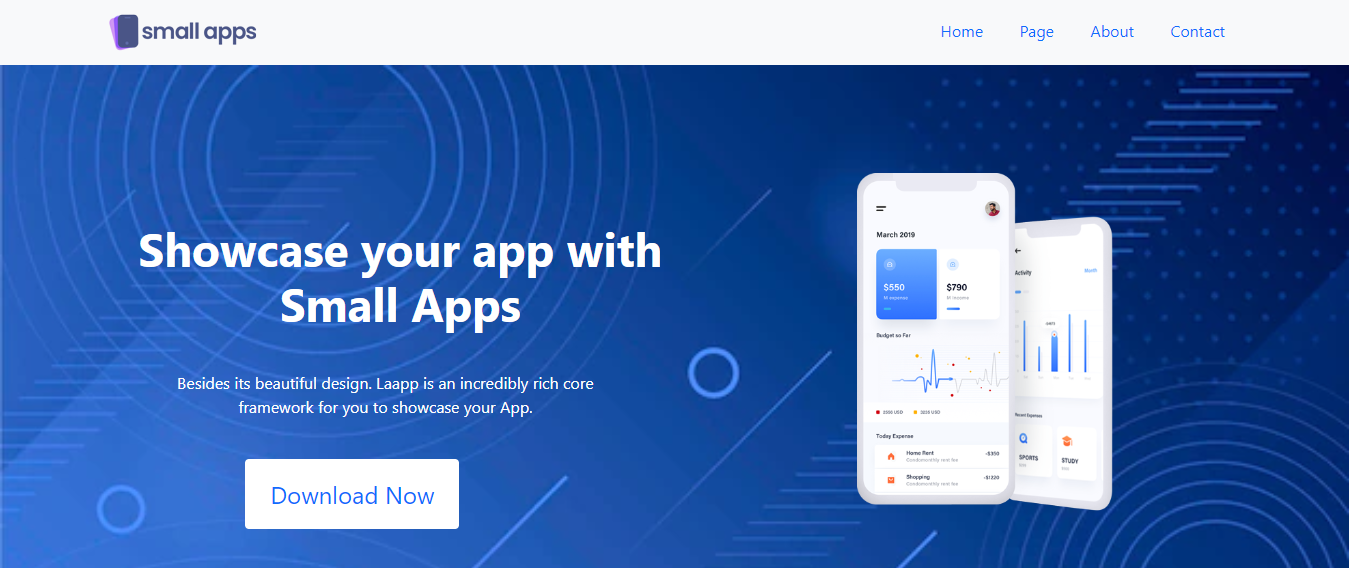 small apps
Home Page About Contact
Showcase your app with
Small Apps
Besides its beautiful design. Laapp is an incredibly rich core
framework for you to showcase your App.
Download Now
March 2019
$550
M expense
$790
M income
Budget so Far
Today Expense
Home Rent
-$350
Shopping
-$1220
Activity
Month
Recent Expenses
SPORTS
STUDY